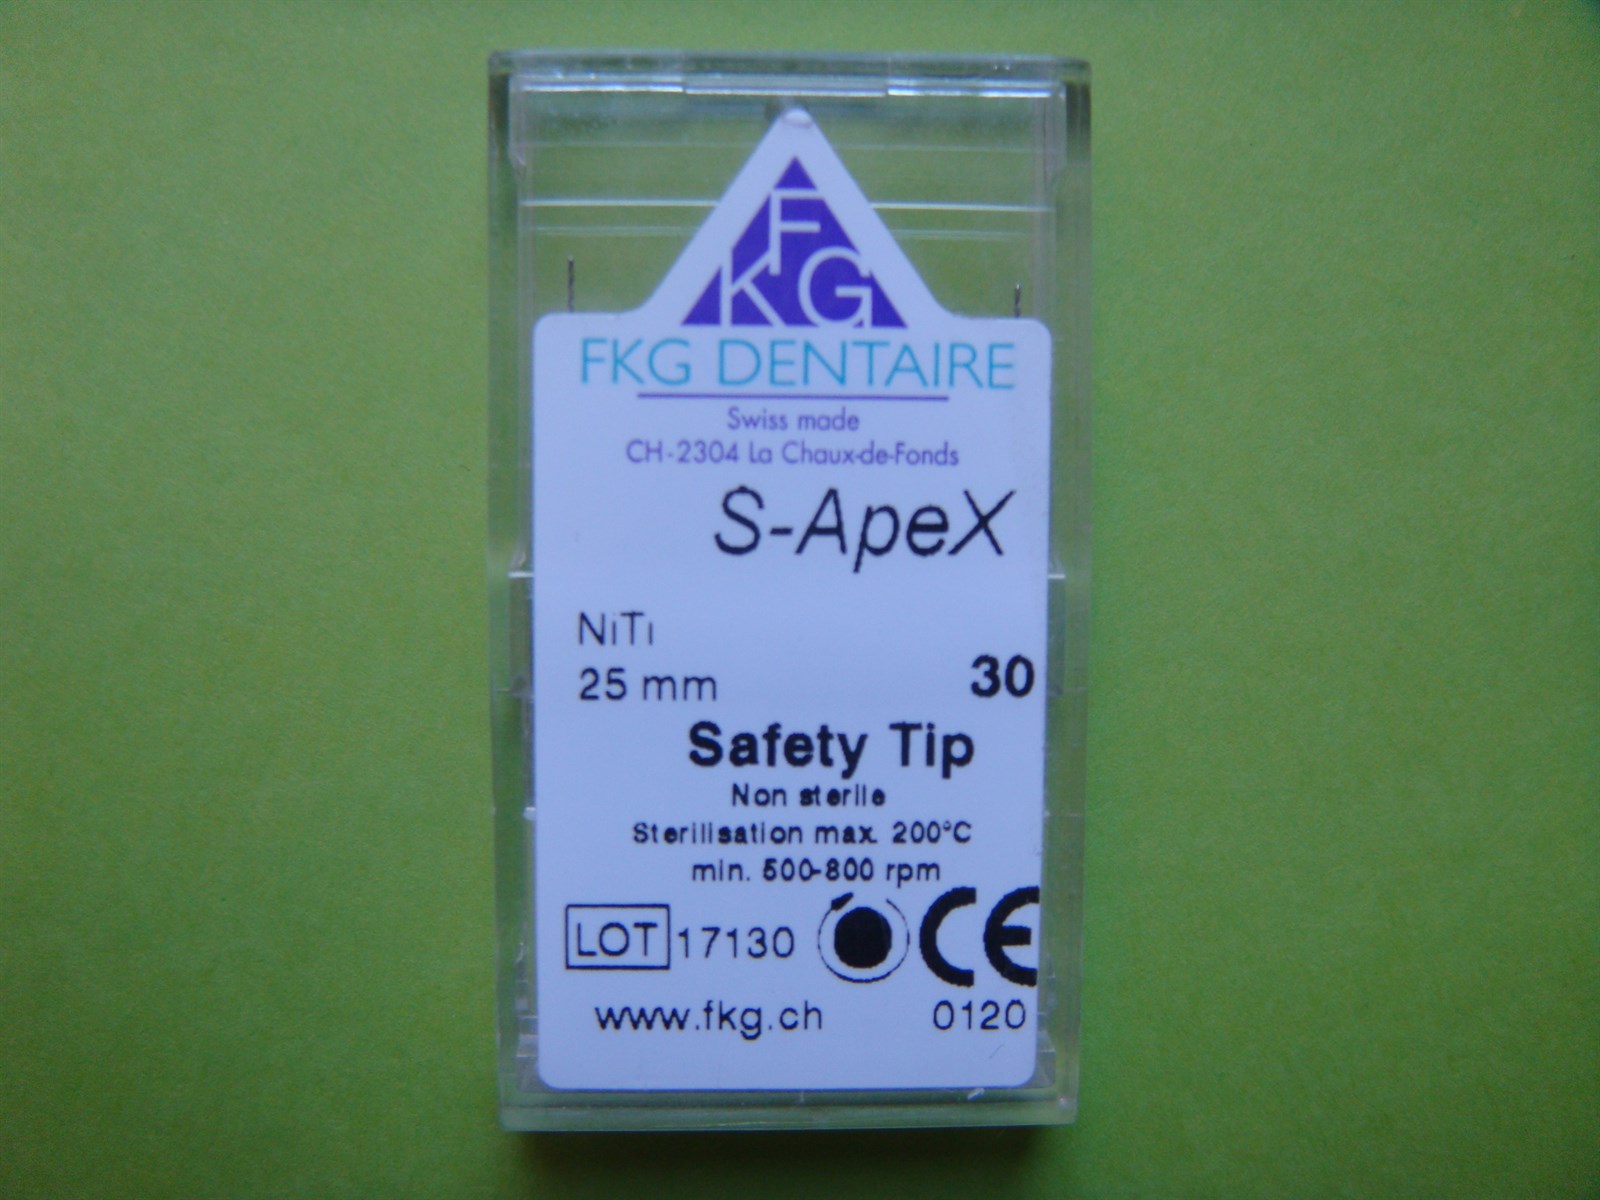 F
KG
FKG DENTAIRE
Swiss made
CH-2304 La Chaux-de-Fonds
S-ApeX
NiTi
25 mm 30
Safety Tip
Non sterile
Sterilisation max. 200°C
min. 500-800 rpm
LOT 17130 CE
www.fkg.ch 0120